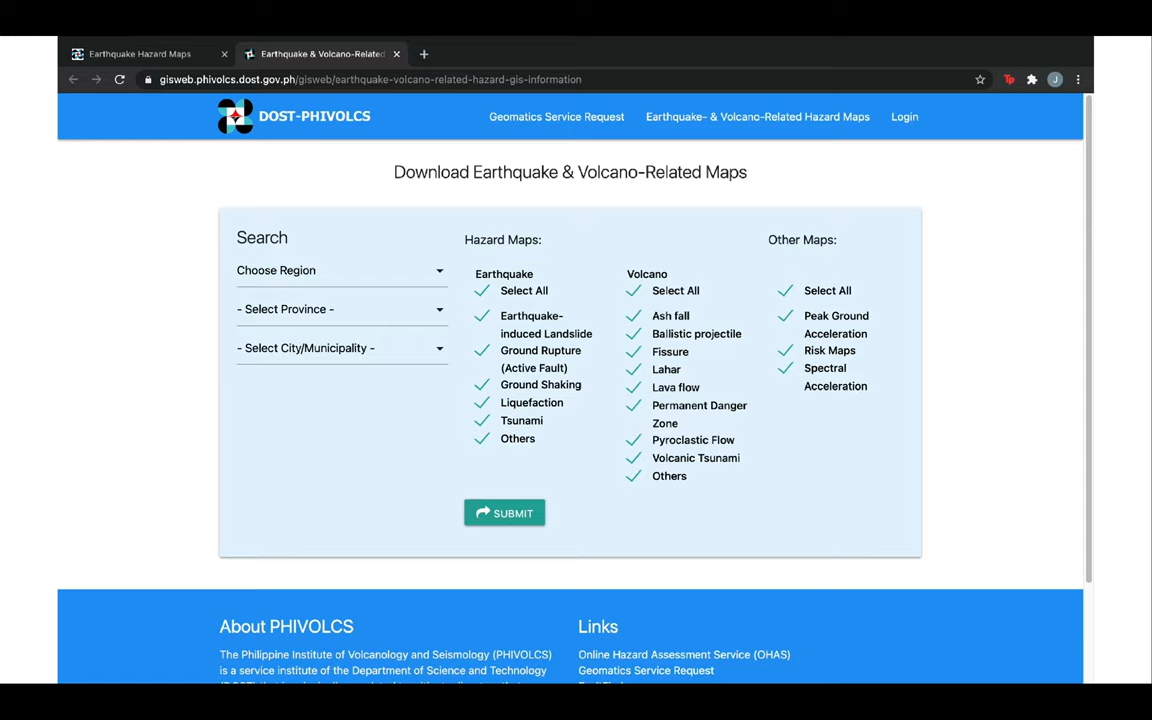 Earthquake Hazard Maps
Earthquake & Volcano-Related
gisweb.phivolcs.dost.gov.ph/gisweb/earthquake-volcano-related-hazard-gis-information
Tp
J
DOST-PHIVOLCS
Geomatics Service Request
Earthquake- & Volcano-Related Hazard Maps
Login
Download Earthquake & Volcano-Related Maps
Search
Choose Region
- Select Province -
- Select City/Municipality -
Hazard Maps:
Earthquake
Select All
Earthquake-
induced Landslide
Ground Rupture
(Active Fault)
Ground Shaking
Liquefaction
Tsunami
Others
Volcano
Select All
Ash fall
Ballistic projectile
Fissure
Lahar
Lava flow
Permanent Danger
Zone
Pyroclastic Flow
Volcanic Tsunami
Others
Other Maps:
Select All
Peak Ground
Acceleration
Risk Maps
Spectral
Acceleration
SUBMIT
About PHIVOLCS
The Philippine Institute of Volcanology and Seismology (PHIVOLCS)
is a service institute of the Department of Science and Technology
Links
Online Hazard Assessment Service (OHAS)
Geomatics Service Request